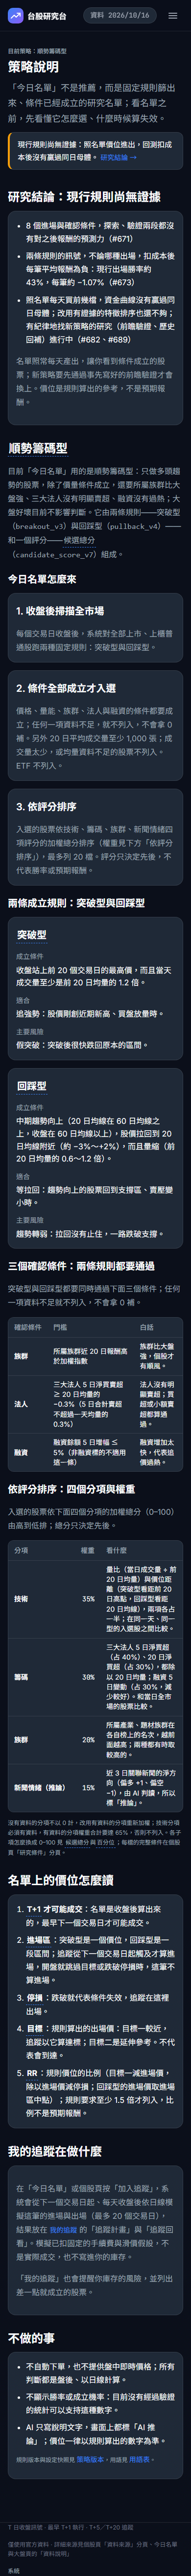 台股研究台
資料 2026/10/16
目前策略：順勢籌碼型
策略說明
「今日名單」不是推薦，而是固定規則篩出
來、條件已經成立的研究名單；看名單之
前，先看懂它怎麼選、什麼時候算失效。
現行規則尚無證據：照名單價位進出，回測扣成
本後沒有贏過同日母體。 研究結論 →
研究結論：現行規則尚無證據
8 個進場與確認條件，探索、驗證兩段都沒
有對之後報酬的預測力（#671）
兩條規則的訊號，不論哪種出場，扣成本後
每筆平均報酬為負：現行出場勝率約
43%，每筆約 −1.07%（#673）
照名單每天買前幾檔，資金曲線沒有贏過同
日母體；改用有證據的特徵排序也還不夠；
有紀律地找新策略的研究（前瞻驗證、歷史
回補）進行中（#682、#689）
名單照常每天產出，讓你看到條件成立的股
票；新策略要先通過事先寫好的前瞻驗證才會
換上。價位是規則算出的參考，不是預期報
酬。
順勢籌碼型
目前「今日名單」用的是順勢籌碼型：只做多頭趨
勢的股票，除了價量條件成立，還要所屬族群比大
盤強、三大法人沒有明顯賣超、融資沒有過熱；大
盤好壞目前不影響判斷。它由兩條規則——突破型
（breakout_v3）與回踩型（pullback_v4）——
和一個評分——候選總分
（candidate_score_v7）組成。
今日名單怎麼來
1. 收盤後掃描全市場
每個交易日收盤後，系統對全部上市、上櫃普
通股跑兩種固定規則：突破型與回踩型。
2. 條件全部成立才入選
價格、量能、族群、法人與融資的條件都要成
立；任何一項資料不足，就不列入，不會拿 0
補。另外 20 日平均成交量至少 1,000 張；成
交量太少，或均量資料不足的股票不列入。
ETF 不列入。
3. 依評分排序
入選的股票依技術、籌碼、族群、新聞情緒四
項評分的加權總分排序（權重見下方「依評分
排序」），最多列 20 檔。評分只決定先後，不
代表勝率或預期報酬。
兩條成立規則：突破型與回踩型
突破型
成立條件
收盤站上前 20 個交易日的最高價，而且當天
成交量至少是前 20 日均量的 1.2 倍。
適合
追強勢：股價剛創近期新高、買盤放量時。
主要風險
假突破：突破後很快跌回原本的區間。
回踩型
成立條件
中期趨勢向上（20 日均線在 60 日均線之
上，收盤在 60 日均線以上），股價拉回到 20
日均線附近（約 −3%～+2%），而且量縮（前
20 日均量的 0.6～1.2 倍）。
適合
等拉回：趨勢向上的股票回到支撐區、賣壓變
小時。
主要風險
趨勢轉弱：拉回沒有止住，一路跌破支撐。
三個確認條件：兩條規則都要通過
突破型與回踩型都要同時通過下面三個條件；任何
一項資料不足就不列入，不會拿 0 補。
確認條件 門檻 白話
族群 所屬族群近 20 日報酬高於加權指數 族群比大盤強，個股才有順風。
法人 三大法人 5 日淨買賣超 ≥ 20 日均量的 −0.3%（5 日合計賣超不超過一天均量的 0.3%） 法人沒有明顯賣超；買超或小額賣超都算通過。
融資 融資餘額 5 日增幅 ≤ 5%（非融資標的不適用這一條） 融資增加太快，代表追價過熱。
依評分排序：四個分項與權重
入選的股票依下面四個分項的加權總分（0–100）
由高到低排；總分只決定先後。
分項 權重 看什麼
技術 35% 量比（當日成交量 ÷ 前 20 日均量）與價位距離（突破型看距前 20 日高點，回踩型看距 20 日均線），兩項各占一半；在同一天、同一型的入選股之間比較。
籌碼 30% 三大法人 5 日淨買超（占 40%）、20 日淨買超（占 30%），都除以 20 日均量；融資 5 日變動（占 30%，減少較好）。和當日全市場的股票比較。
族群 20% 所屬產業、題材族群在各自榜上的名次，越前面越高；兩種都有時取較高的。
新聞情緒（推論） 15% 近 3 日關聯新聞的淨方向（偏多 +1、偏空 −1），由 AI 判讀，所以標「推論」。
沒有資料的分項不以 0 計，改用有資料的分項重新加權；技術分項
必須有資料，有資料的分項權重合計要達 65%，否則不列入。各子
項怎麼換成 0–100 見 候選總分 與 百分位 ；每檔的完整條件在個股
頁「研究條件」分頁。
名單上的價位怎麼讀
1. T+1 才可能成交：名單是收盤後算出來
的，最早下一個交易日才可能成交。
2. 進場區：突破型是一個價位，回踩型是一
段區間；追蹤從下一個交易日起觸及才算進
場，開盤就跳過目標或跌破停損時，這筆不
算進場。
3. 停損：跌破就代表條件失效，追蹤在這裡
出場。
4. 目標：規則算出的出場價：目標一較近，
追蹤以它算達標；目標二是延伸參考。不代
表會到達。
5. RR：規則價位的比例（目標一減進場價，
除以進場價減停損；回踩型的進場價取進場
區中點）；規則要求至少 1.5 倍才列入，比
例不是預期報酬。
我的追蹤在做什麼
在「今日名單」或個股頁按「加入追蹤」，系
統會從下一個交易日起、每天收盤後依日線模
擬這筆的進場與出場（最多 20 個交易日），
結果放在 我的追蹤 的「追蹤計畫」與「追蹤回
看」。模擬已扣固定的手續費與滑價假設，不
是實際成交，也不寫進你的庫存。
「我的追蹤」也會提醒你庫存的風險，並列出
差一點就成立的股票。
不做的事
不自動下單，也不提供盤中即時價格；所有
判斷都是盤後、以日線計算。
不顯示勝率或成立機率：目前沒有經過驗證
的統計可以支持這種數字。
AI 只寫說明文字，畫面上都標「AI 推
論」；價位一律以規則算出的數字為準。
規則版本與設定快照見 策略版本，用語見 用語表。
T 日收盤訊號 · 最早 T+1 執行 · T+5／T+20 追蹤
僅使用官方資料 · 詳細來源見個股頁「資料來源」分頁、今日名單
與大盤頁的「資料說明」
系統